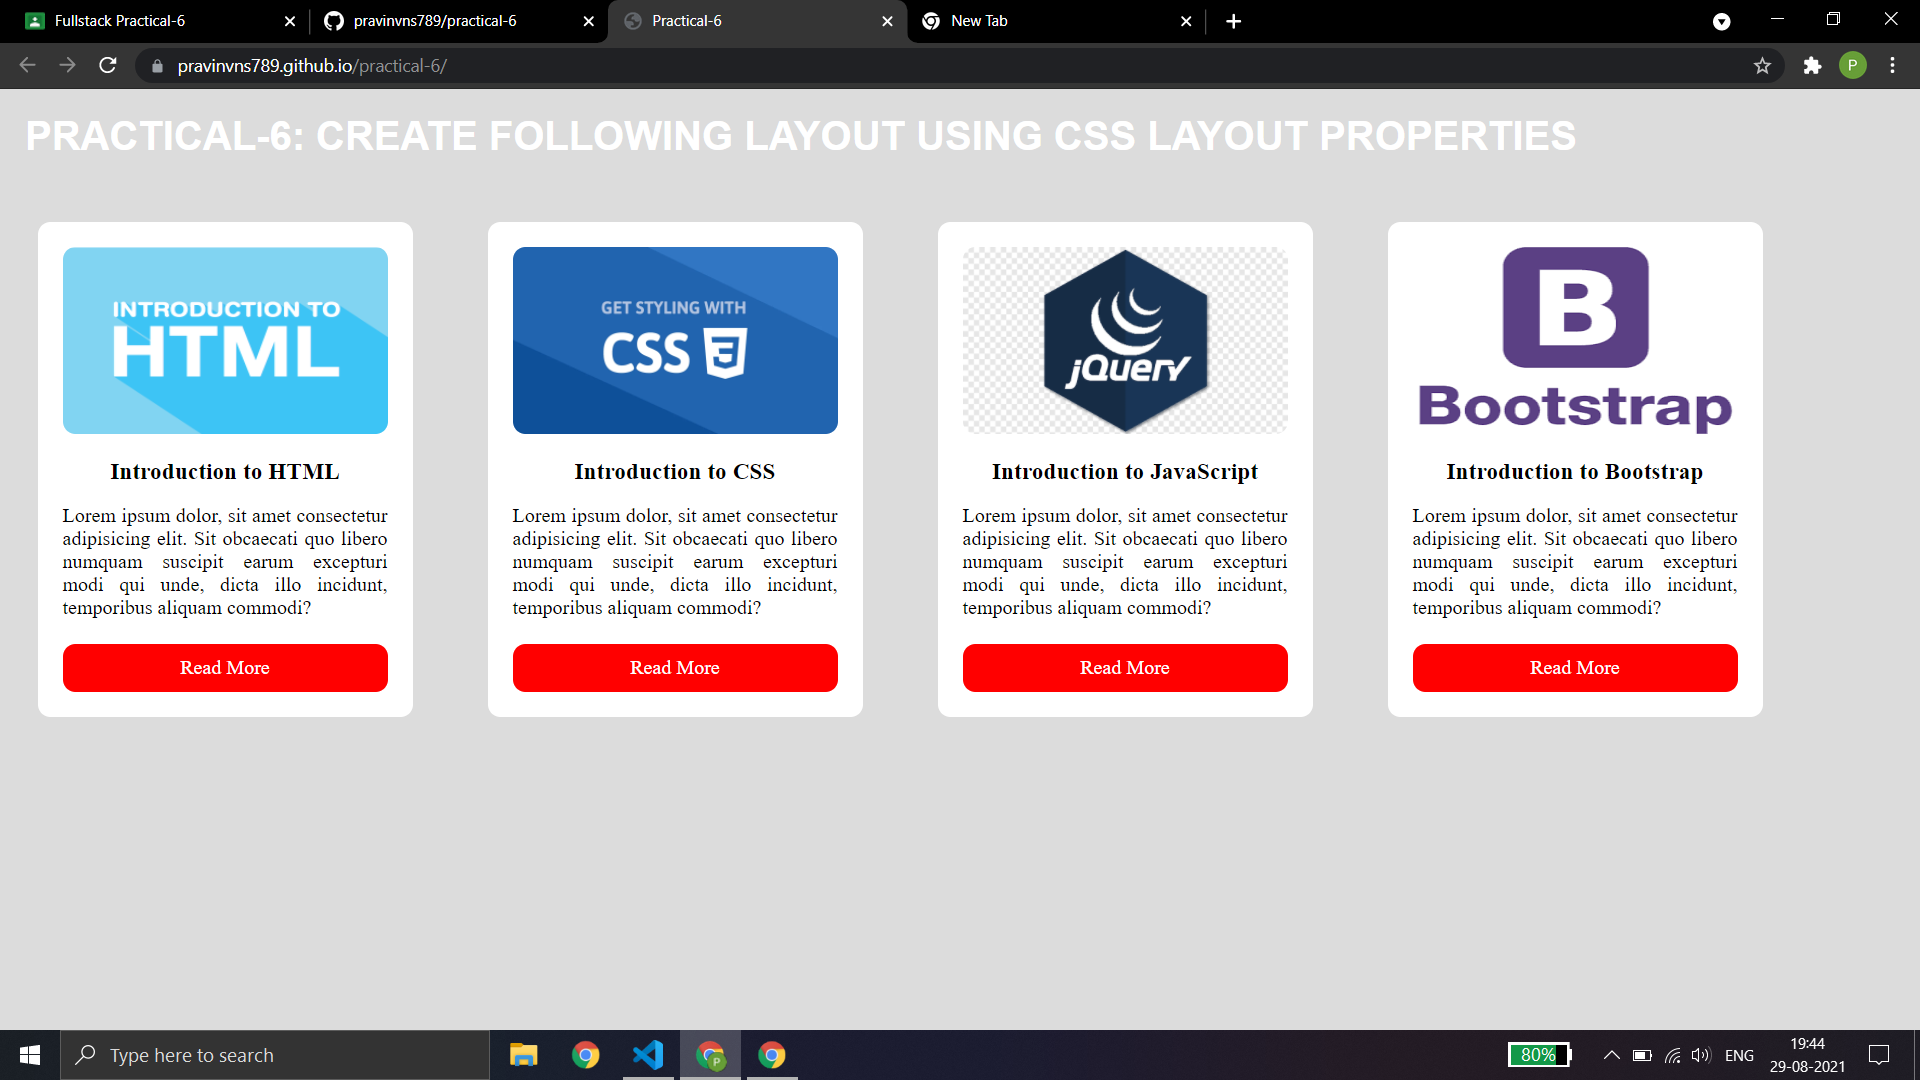 Fullstack Practical-6
pravinvns789/practical-6
Practical-6
New Tab
pravinvns789.github.io/practical-6/
P
PRACTICAL-6: CREATE FOLLOWING LAYOUT USING CSS LAYOUT PROPERTIES
INTRODUCTION TO
HTML
Introduction to HTML
Lorem ipsum dolor, sit amet consectetur
adipisicing elit. Sit obcaecati quo libero
numquam suscipit earum excepturi
modi qui unde, dicta illo incidunt,
temporibus aliquam commodi?
Read More
GET STYLING WITH
CSS 3
Introduction to CSS
Lorem ipsum dolor, sit amet consectetur
adipisicing elit. Sit obcaecati quo libero
numquam suscipit earum excepturi
modi qui unde, dicta illo incidunt,
temporibus aliquam commodi?
Read More
jQuery
Introduction to JavaScript
Lorem ipsum dolor, sit amet consectetur
adipisicing elit. Sit obcaecati quo libero
numquam suscipit earum excepturi
modi qui unde, dicta illo incidunt,
temporibus aliquam commodi?
Read More
B
Bootstrap
Introduction to Bootstrap
Lorem ipsum dolor, sit amet consectetur
adipisicing elit. Sit obcaecati quo libero
numquam suscipit earum excepturi
modi qui unde, dicta illo incidunt,
temporibus aliquam commodi?
Read More
Type here to search
P
80%
ENG
19:44
29-08-2021